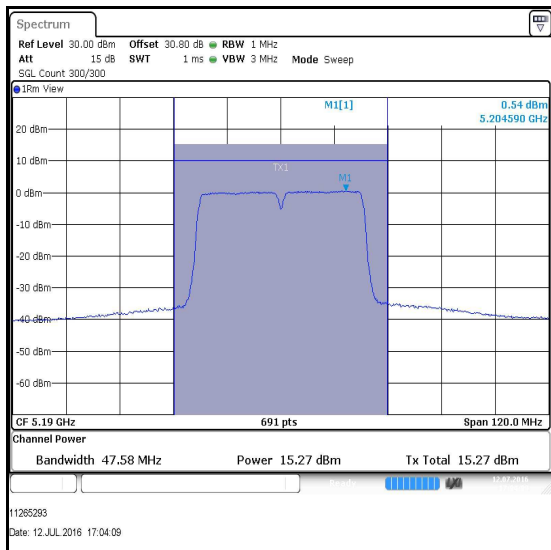 Spectrum
Ref Level 30.00 dBm Offset 30.80 dB RBW 1 MHz
Att 15 dB SWT 1 ms VBW 3 MHz Mode Sweep
SGL Count 300/300
1Rm View
M1[1] 0.54 dBm
5.204590 GHz
20 dBm
10 dBm
TX1
M1
0 dBm
-10 dBm
-20 dBm
-30 dBm
-40 dBm
-50 dBm
-60 dBm
CF 5.19 GHz 691 pts Span 120.0 MHz
Channel Power
Bandwidth 47.58 MHz Power 15.27 dBm Tx Total 15.27 dBm
11265293
Date: 12.JUL.2016 17:04:09